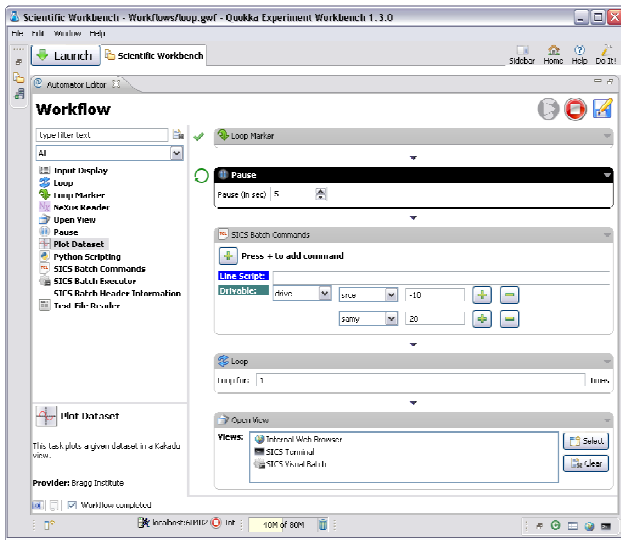 Scientific Workbench - Workflows/loup.gwf - Quokka Experiment Workbench 1.3.0
File Edit Window Help
Launch Scientific Workbench
Sidebar Home Help Do It!
Automator Editor
Workflow
type filter text
All
Input Display
Loop
Loop Marker
NeXus Reader
Open View
Pause
Plot Dataset
Python Scripting
SICS Batch Commands
SICS Batch Executor
SICS Batch Header Information
Text File Reader
Plot Dataset
This task plots a given dataset in a Kakadu view.
Provider: Bragg Institute
Workflow completed
Loop Marker
Pause
Pause (in sec) 5
SICS Batch Commands
Press + to add command
Line Script:
Drivable: drive srce -10
samy 20
Loop
Loop for: 1 times
Open View
Views:
Internal Web Browser
SICS Terminal
SICS Visual Batch
Select
Clear
Int
40M of 80M